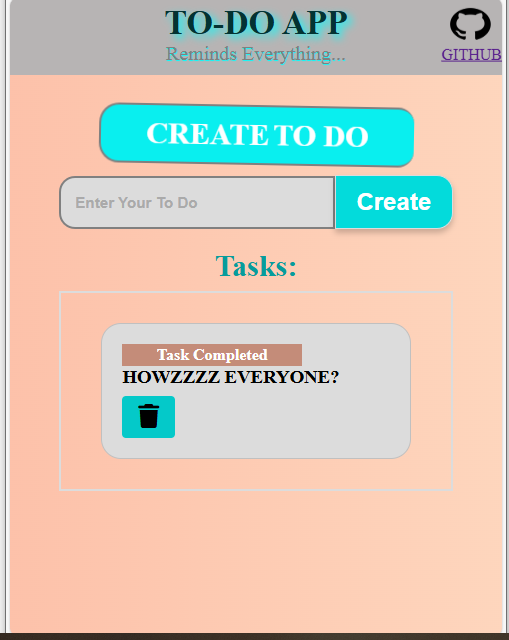 TO-DO APP
Reminds Everything...
GITHUB
CREATE TO DO
Enter Your To Do
Create
Tasks:
Task Completed
HOWZZZZ EVERYONE?